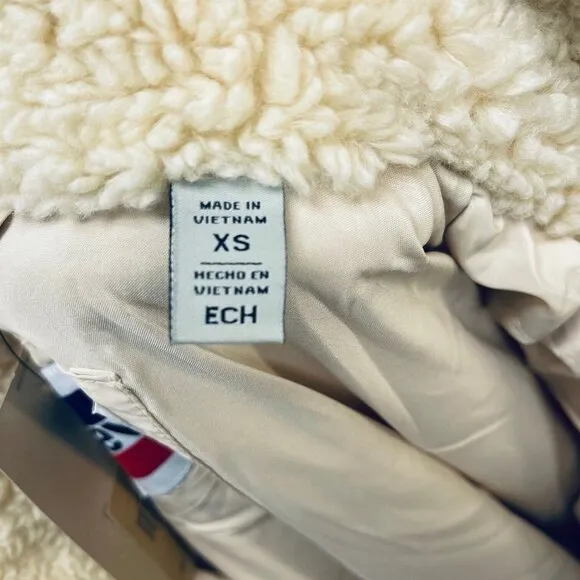 MADE IN
VIETNAM
XS
HECHO EN
VIETNAM
ECH